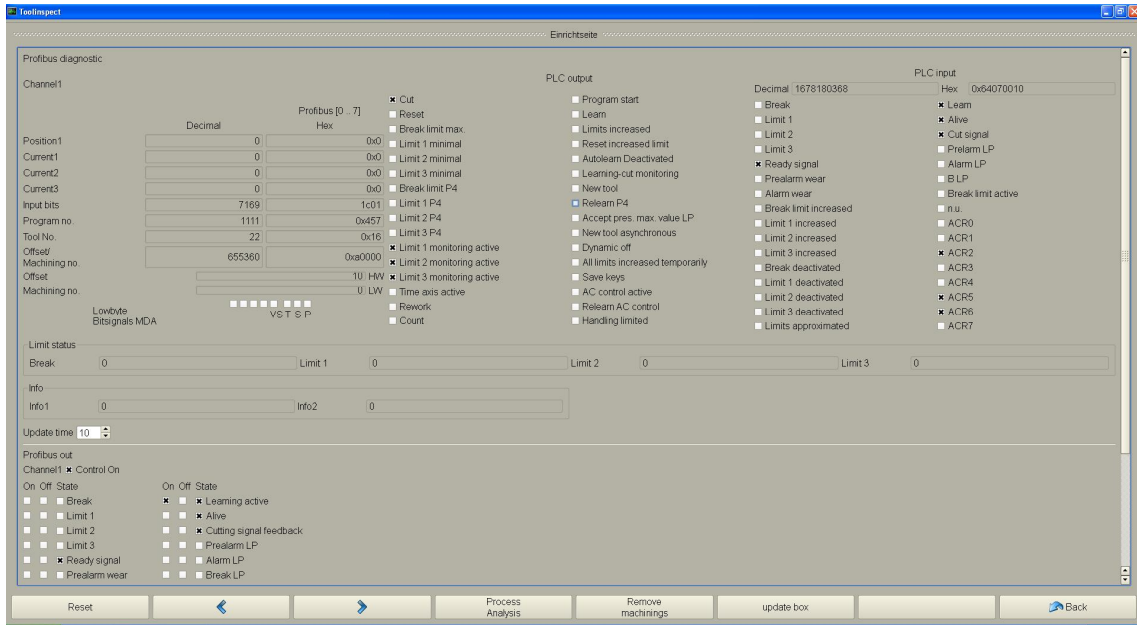 Toolinspect
Einrichtseite
Profibus diagnostic
Channel1
PLC output
PLC input
Decimal 1678180368 Hex 0x64070010
Profibus [0 .. 7]
Decimal Hex
Position1 0 0x0
Current1 0 0x0
Current2 0 0x0
Current3 0 0x0
Input bits 7169 1c01
Program no. 1111 0x457
Tool No. 22 0x16
Offset/
Machining no. 655360 0xa0000
Offset 10 HW
Machining no. 0 LW
Lowbyte
Bitsignals MDA
VS T S P
Cut
Reset
Break limit max.
Limit 1 minimal
Limit 2 minimal
Limit 3 minimal
Break limit P4
Limit 1 P4
Limit 2 P4
Limit 3 P4
Limit 1 monitoring active
Limit 2 monitoring active
Limit 3 monitoring active
Time axis active
Rework
Count
Program start
Learn
Limits increased
Reset increased limit
Autolearn Deactivated
Learning-cut monitoring
New tool
Relearn P4
Accept pres. max. value LP
New tool asynchronous
Dynamic off
All limits increased temporarily
Save keys
AC control active
Relearn AC control
Handling limited
Break
Limit 1
Limit 2
Limit 3
Ready signal
Prealarm wear
Alarm wear
Break limit increased
Limit 1 increased
Limit 2 increased
Limit 3 increased
Break deactivated
Limit 1 deactivated
Limit 2 deactivated
Limit 3 deactivated
Limits approximated
Learn
Alive
Cut signal
Prelarm LP
Alarm LP
B LP
Break limit active
n.u.
ACR0
ACR1
ACR2
ACR3
ACR4
ACR5
ACR6
ACR7
Limit status
Break 0 Limit 1 0 Limit 2 0 Limit 3 0
Info
Info1 0 Info2 0
Update time 10
Profibus out
Channel1 Control On
On Off State On Off State
Break Learning active
Limit 1 Alive
Limit 2 Cutting signal feedback
Limit 3 Prealarm LP
Ready signal Alarm LP
Prealarm wear Break LP
Reset
Process
Analysis
Remove
machinings
update box
Back